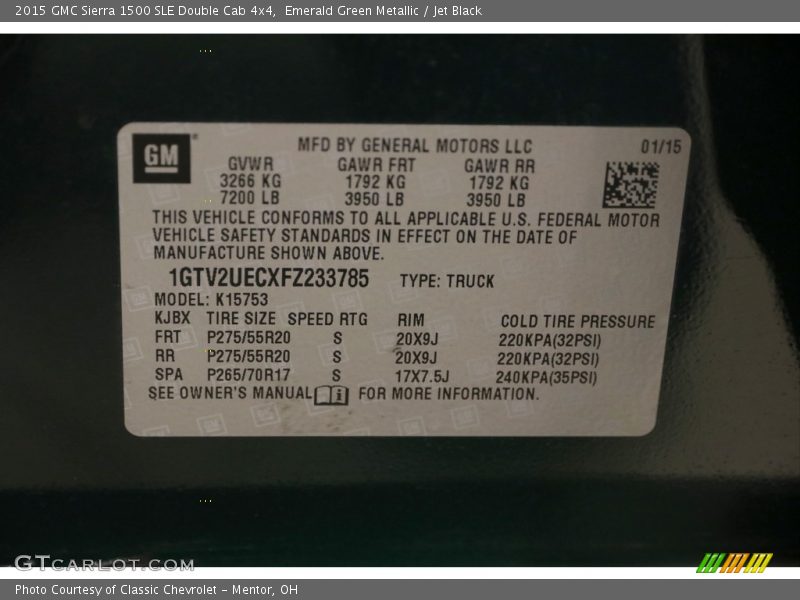 2015 GMC Sierra 1500 SLE Double Cab 4x4, Emerald Green Metallic / Jet Black
GM
MFD BY GENERAL MOTORS LLC 01/15
GVWR GAWR FRT GAWR RR
3266 KG 1792 KG 1792 KG
7200 LB 3950 LB 3950 LB
THIS VEHICLE CONFORMS TO ALL APPLICABLE U.S. FEDERAL MOTOR
VEHICLE SAFETY STANDARDS IN EFFECT ON THE DATE OF
MANUFACTURE SHOWN ABOVE.
1GTV2UECXFZ233785 TYPE: TRUCK
MODEL: K15753
KJBX TIRE SIZE SPEED RTG RIM COLD TIRE PRESSURE
FRT P275/55R20 S 20X9J 220KPA(32PSI)
RR P275/55R20 S 20X9J 220KPA(32PSI)
SPA P265/70R17 S 17X7.5J 240KPA(35PSI)
SEE OWNER'S MANUAL i FOR MORE INFORMATION.
GTCARLOT.COM
Photo Courtesy of Classic Chevrolet - Mentor, OH